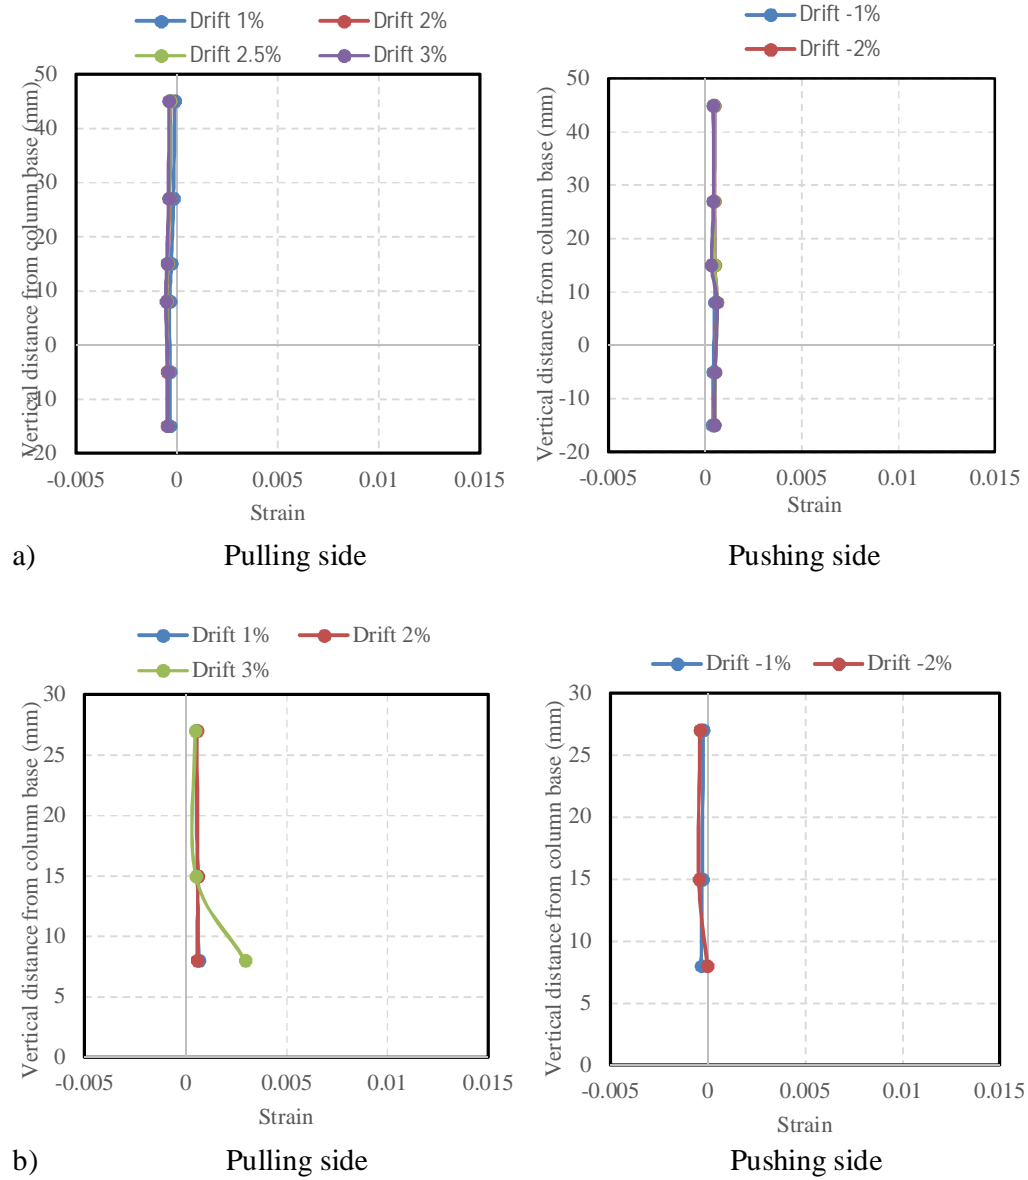 Drift 1%
Drift 2%
Drift 2.5%
Drift 3%
50
40
30
20
10
0
-10
-20
-0.005
0
0.005
0.01
0.015
Vertical distance from column base (mm)
Strain
Drift -1%
Drift -2%
50
40
30
20
10
0
-10
-20
-0.005
0
0.005
0.01
0.015
Vertical distance from column base (mm)
Strain
a)
Pulling side
Pushing side
Drift 1%
Drift 2%
Drift 3%
30
25
20
15
10
5
0
-0.005
0
0.005
0.01
0.015
Vertical distance from column base (mm)
Strain
Drift -1%
Drift -2%
30
25
20
15
10
5
0
-0.005
0
0.005
0.01
0.015
Vertical distance from column base (mm)
Strain
b)
Pulling side
Pushing side